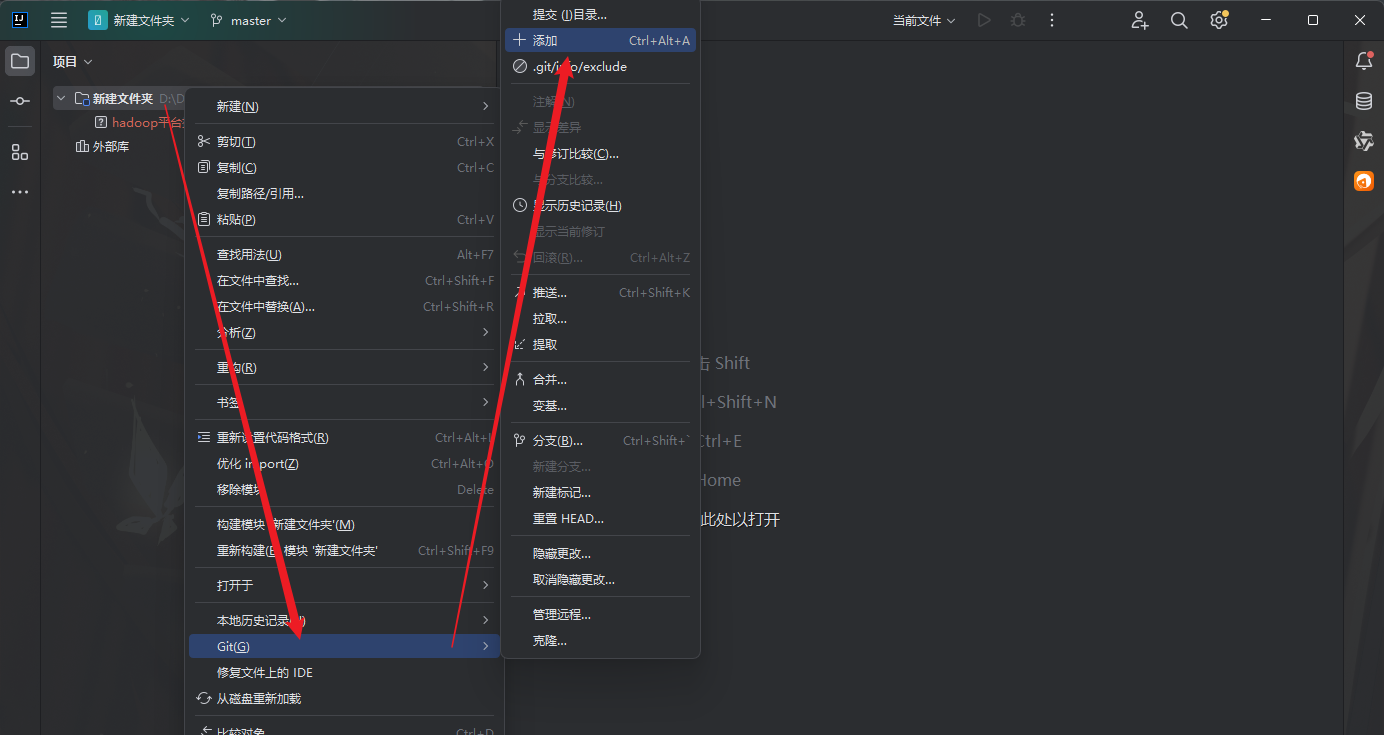 新建文件夹
master
当前文件
项目
新建文件夹 D:\D
hadoop平台
外部库
新建(N)
剪切(T) Ctrl+X
复制(C) Ctrl+C
复制路径/引用...
粘贴(P) Ctrl+V
查找用法(U) Alt+F7
在文件中查找... Ctrl+Shift+F
在文件中替换(A)... Ctrl+Shift+R
分析(Z)
重构(R)
书签
重新设置代码格式(R) Ctrl+Alt+L
优化 import(Z) Ctrl+Alt+O
移除模块 Delete
构建模块 '新建文件夹'(M)
重新构建(E) 模块 '新建文件夹' Ctrl+Shift+F9
打开于
本地历史记录(H)
Git(G)
修复文件上的 IDE
从磁盘重新加载
比较对象 Ctrl+D
提交 (I)目录...
添加 Ctrl+Alt+A
.git/info/exclude
注解(N)
显示差异
与修订比较(C)...
与分支比较...
显示历史记录(H)
显示当前修订
回滚(R)... Ctrl+Alt+Z
推送... Ctrl+Shift+K
拉取...
提取
合并...
变基...
分支(B)... Ctrl+Shift+`
新建分支...
新建标记...
重置 HEAD...
隐藏更改...
取消隐藏更改...
管理远程...
克隆...
击 Shift
l+Shift+N
Ctrl+E
Home
此处以打开